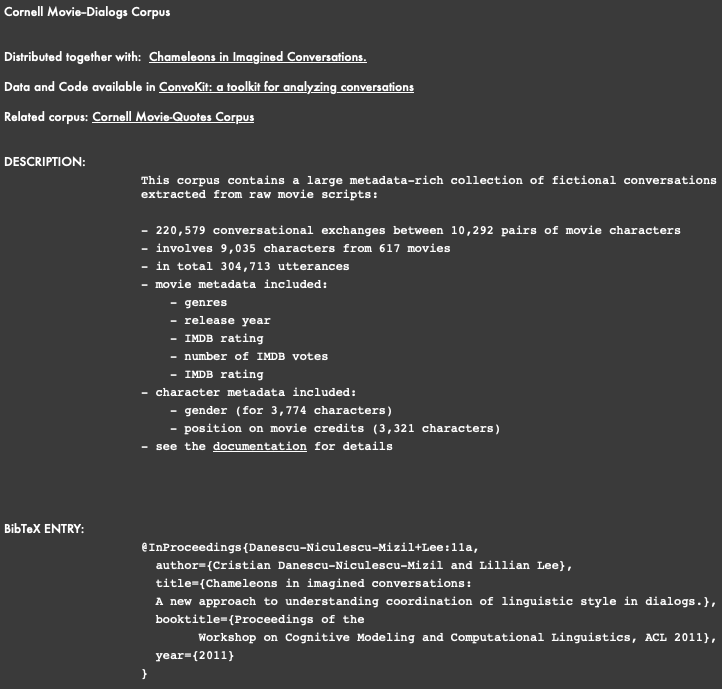 Cornell Movie-Dialogs Corpus
Distributed together with: Chameleons in Imagined Conversations.
Data and Code available in ConvoKit: a toolkit for analyzing conversations
Related corpus: Cornell Movie-Quotes Corpus
DESCRIPTION:
This corpus contains a large metadata-rich collection of fictional conversations
extracted from raw movie scripts:
- 220,579 conversational exchanges between 10,292 pairs of movie characters
- involves 9,035 characters from 617 movies
- in total 304,713 utterances
- movie metadata included:
- genres
- release year
- IMDB rating
- number of IMDB votes
- IMDB rating
- character metadata included:
- gender (for 3,774 characters)
- position on movie credits (3,321 characters)
- see the documentation for details
BibTeX ENTRY:
@InProceedings{Danescu-Niculescu-Mizil+Lee:11a,
author={Cristian Danescu-Niculescu-Mizil and Lillian Lee},
title={Chameleons in imagined conversations:
A new approach to understanding coordination of linguistic style in dialogs.},
booktitle={Proceedings of the
Workshop on Cognitive Modeling and Computational Linguistics, ACL 2011},
year={2011}
}